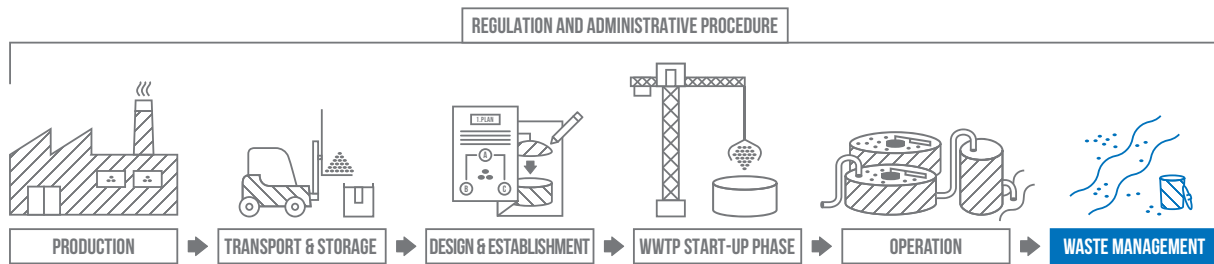 REGULATION AND ADMINISTRATIVE PROCEDURE
1.PLAN
A
B
C
PRODUCTION
TRANSPORT & STORAGE
DESIGN & ESTABLISHMENT
WWTP START-UP PHASE
OPERATION
WASTE MANAGEMENT